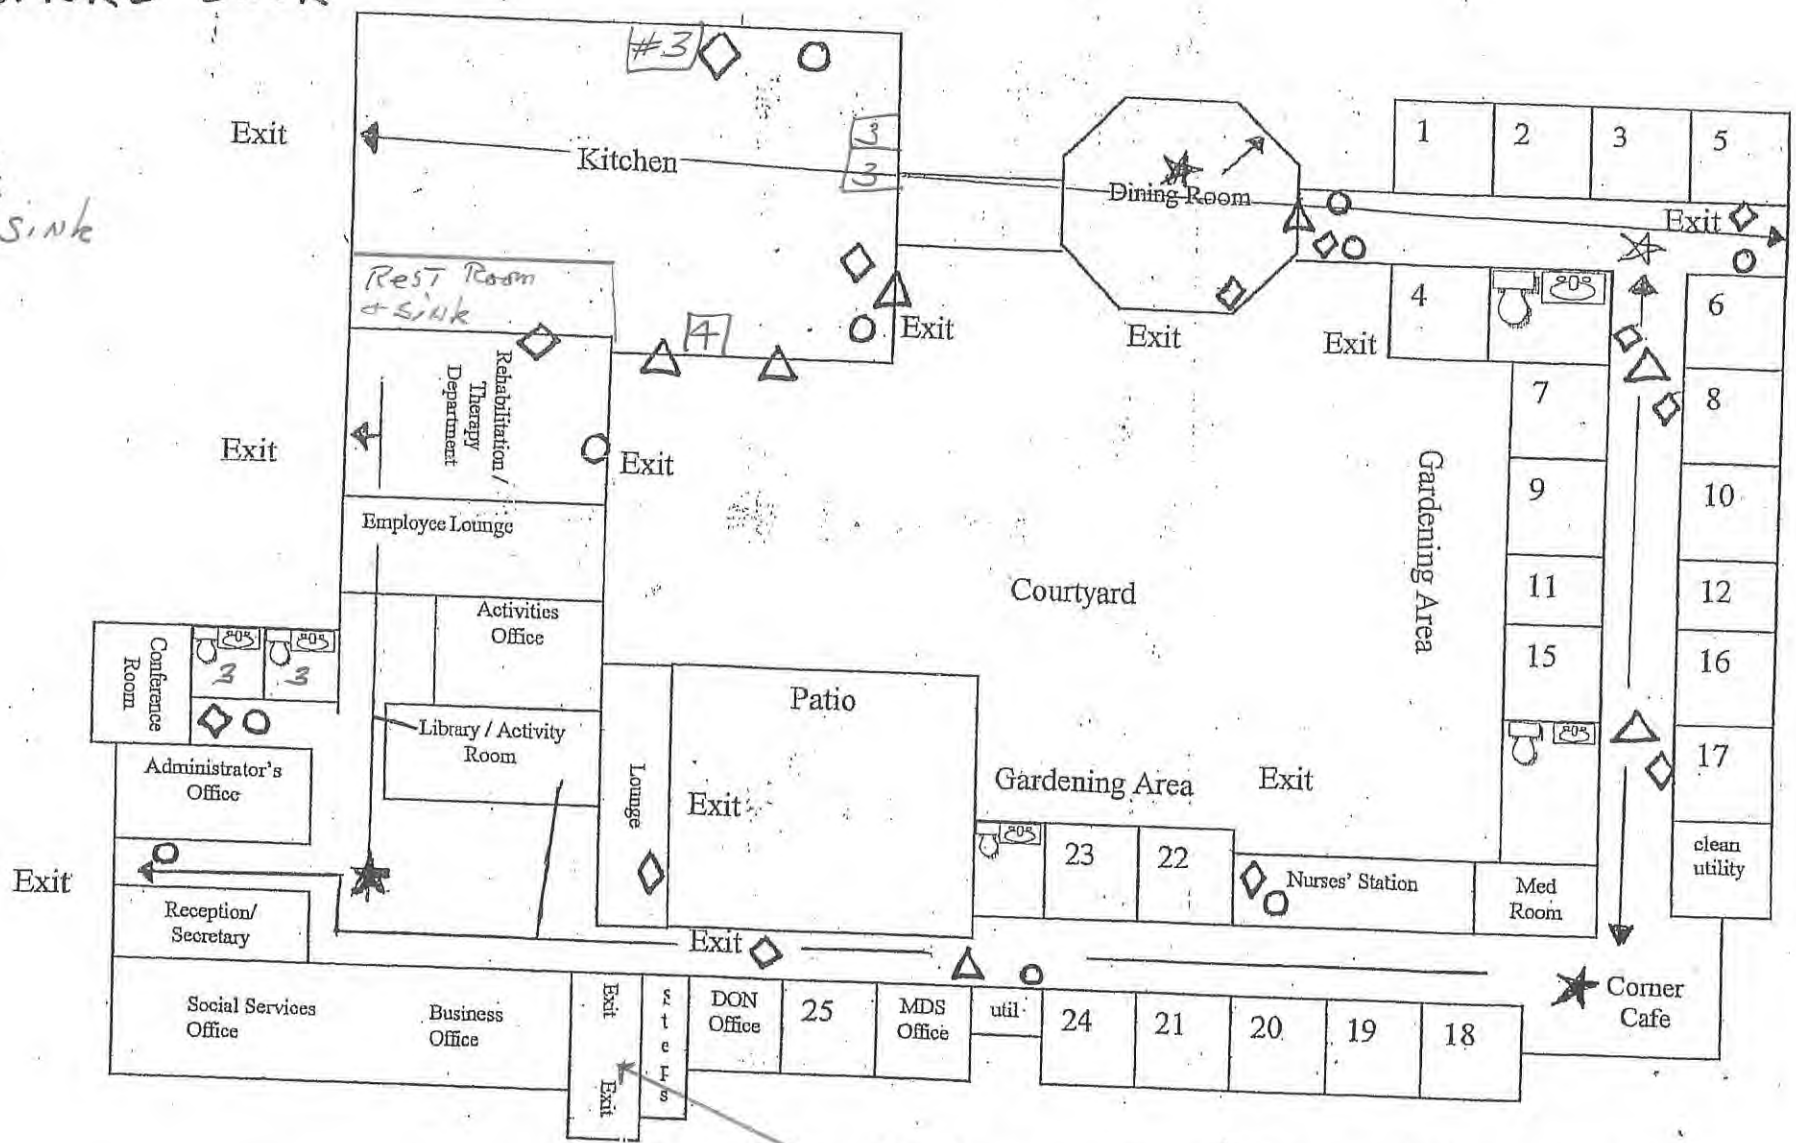 #3
Exit
Kitchen
3
3
Dining Room
1
2
3
5
Exit
sink
Rest Room
+ sink
4
Exit
Exit
Exit
4
6
Rehabilitation /
Therapy
Department
Exit
Exit
7
8
Gardening Area
9
10
Employee Lounge
Courtyard
11
12
Activities
Office
Conference
Room
3
3
15
16
Patio
Library / Activity
Room
Lounge
Exit
Gardening Area
Exit
17
Administrator's
Office
23
22
Nurses' Station
Med
Room
clean
utility
Exit
Reception/
Secretary
Exit
Social Services
Office
Business
Office
Exit
Exit
Steps
DON
Office
25
MDS
Office
util
24
21
20
19
18
Corner
Cafe